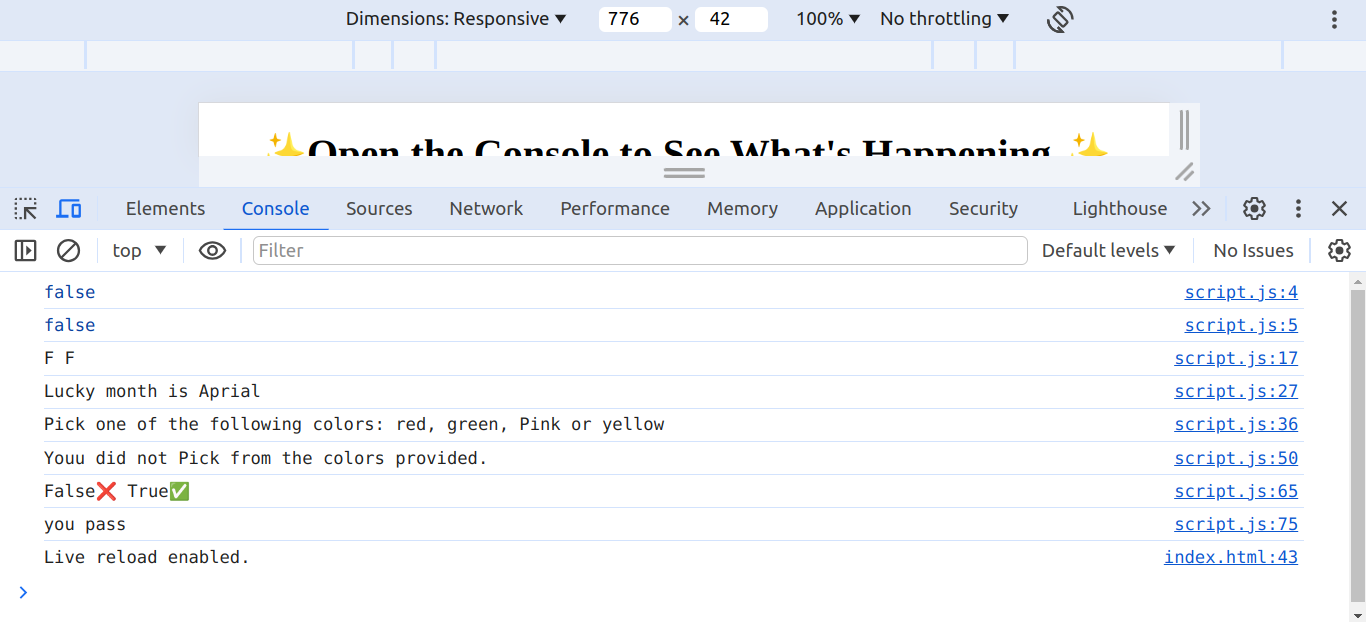 Dimensions: Responsive ▼ 776 × 42 100% ▼ No throttling ▼
✨Open the Console to See What's Happening ✨
Elements Console Sources Network Performance Memory Application Security Lighthouse
top ▼ Filter Default levels ▼ No Issues
false script.js:4
false script.js:5
F F script.js:17
Lucky month is Aprial script.js:27
Pick one of the following colors: red, green, Pink or yellow script.js:36
Youu did not Pick from the colors provided. script.js:50
False❌ True✅ script.js:65
you pass script.js:75
Live reload enabled. index.html:43